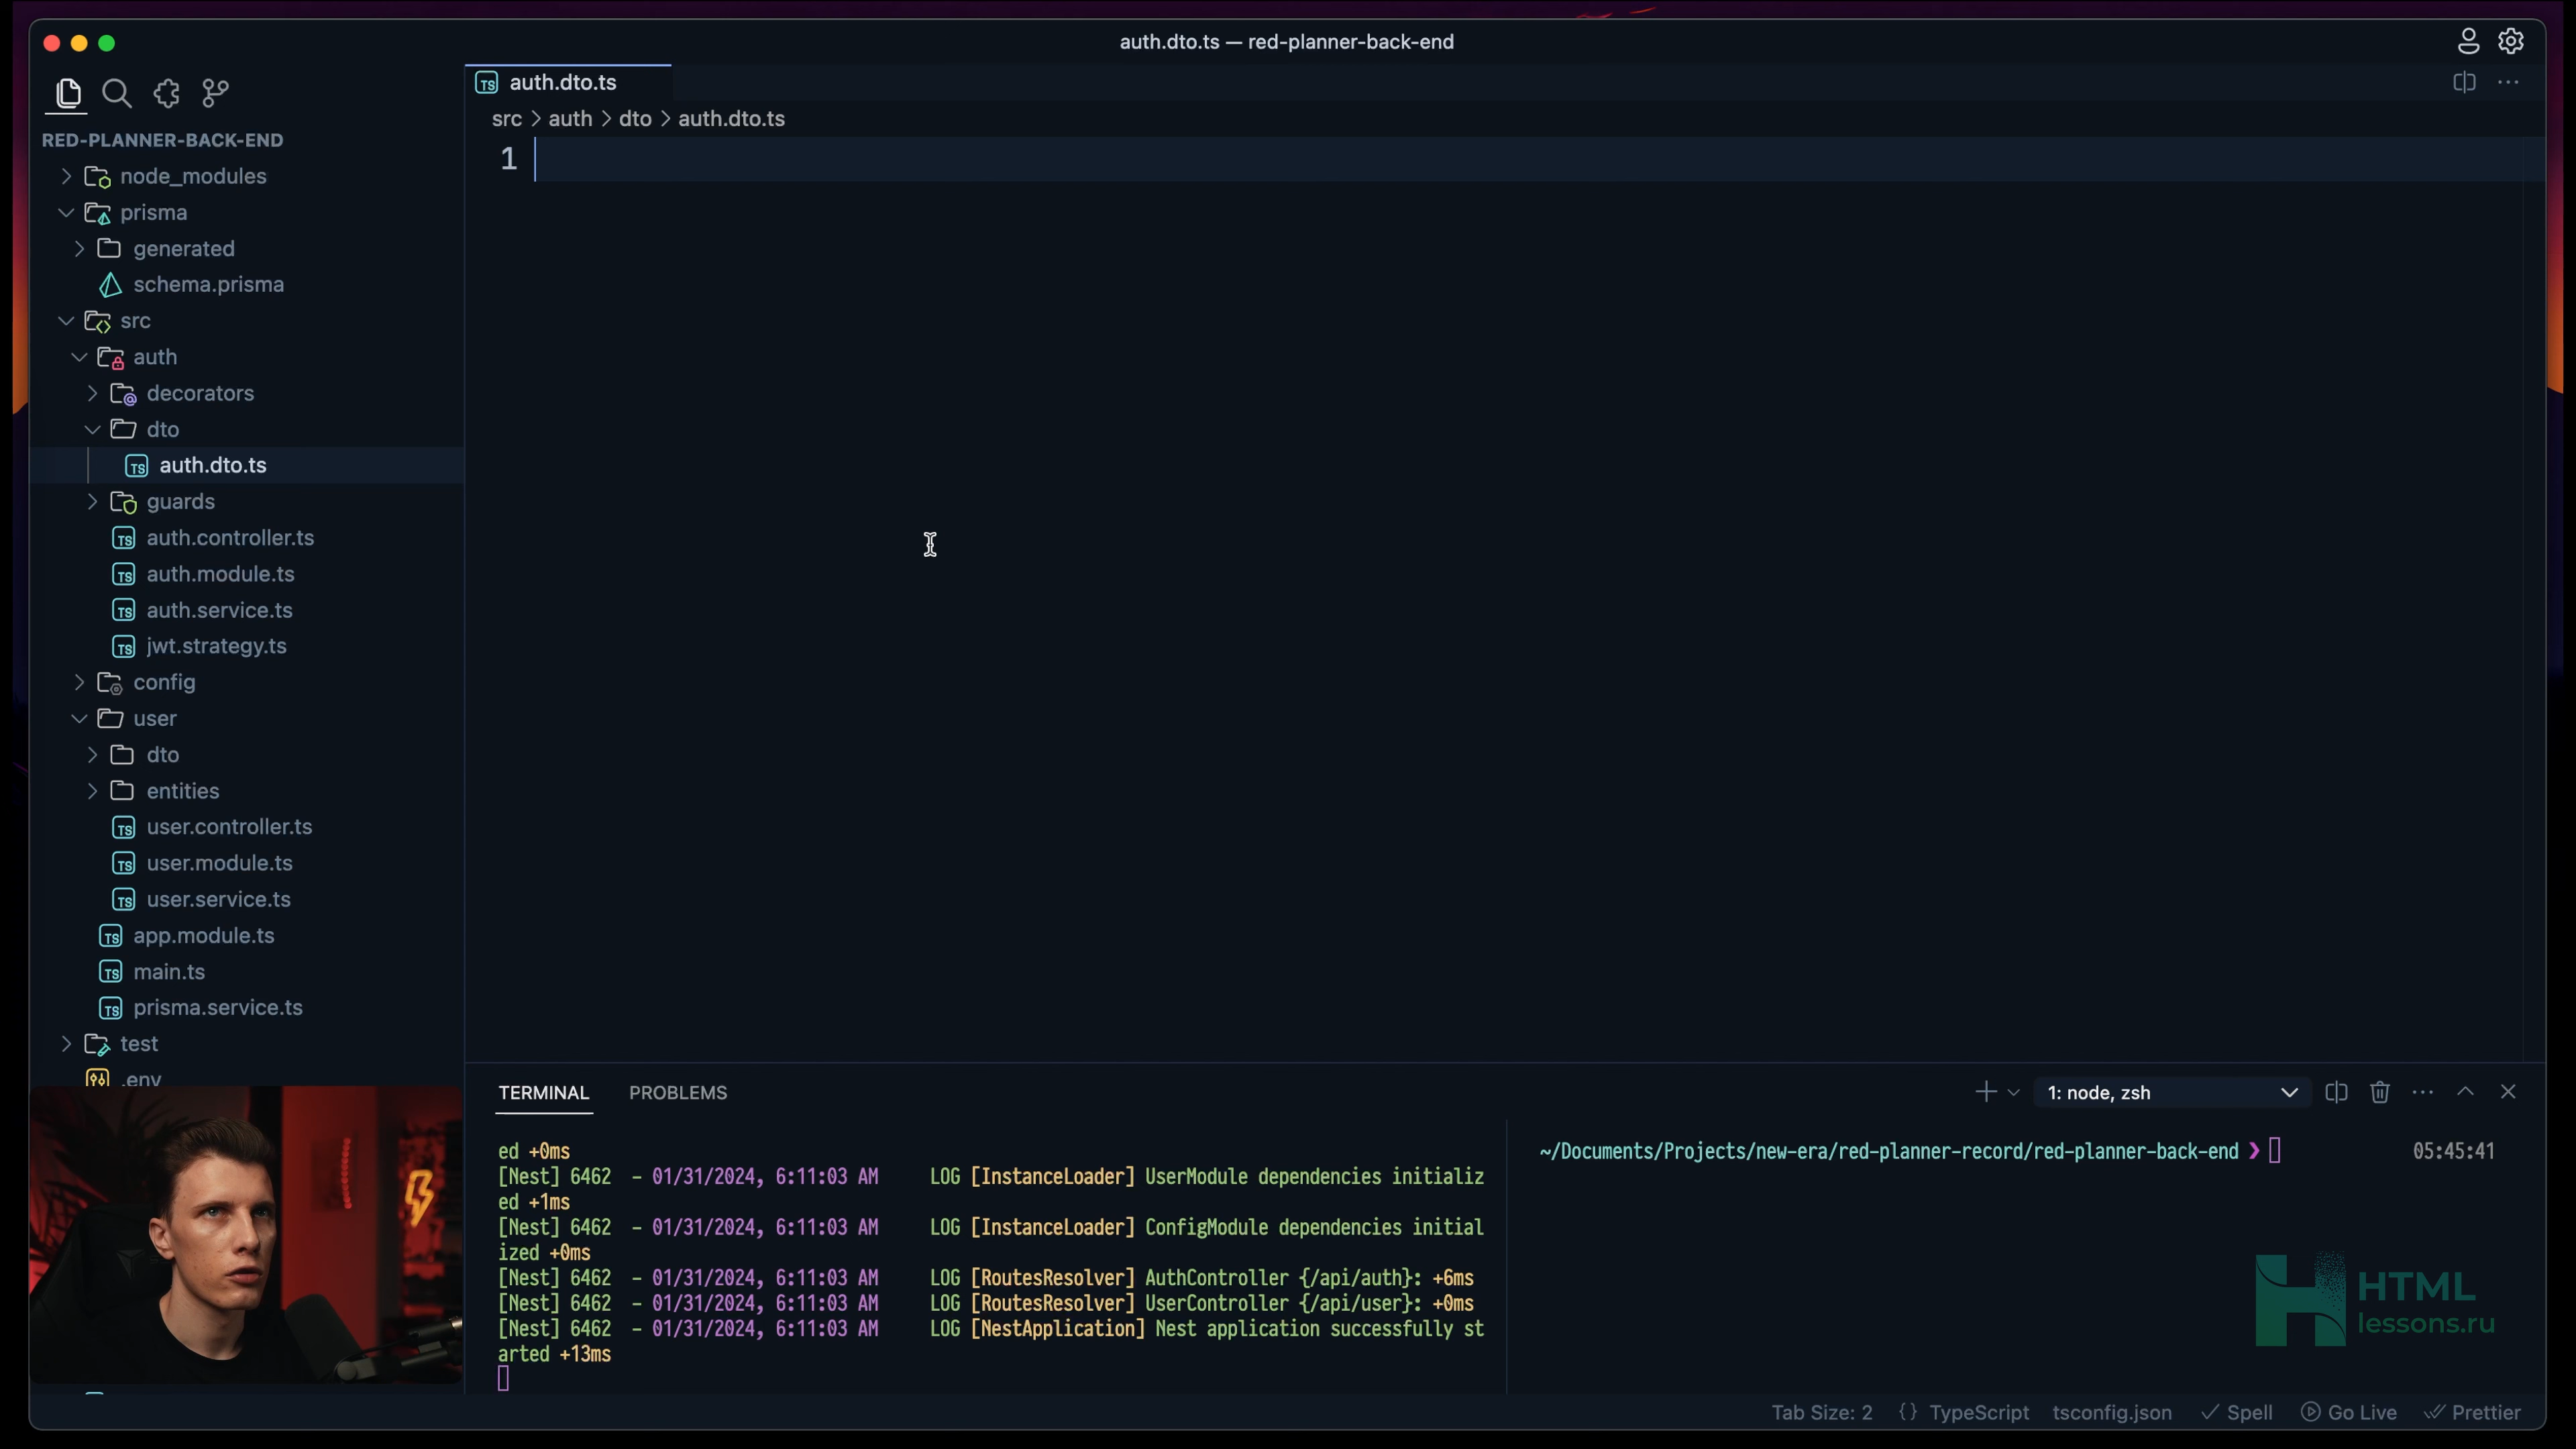 auth.dto.ts — red-planner-back-end
RED-PLANNER-BACK-END
node_modules
prisma
generated
schema.prisma
src
auth
decorators
dto
auth.dto.ts
guards
auth.controller.ts
auth.module.ts
auth.service.ts
jwt.strategy.ts
config
user
dto
entities
user.controller.ts
user.module.ts
user.service.ts
app.module.ts
main.ts
prisma.service.ts
test
.env
auth.dto.ts
src > auth > dto > auth.dto.ts
1
TERMINAL PROBLEMS
1: node, zsh
ed +0ms
[Nest] 6462 - 01/31/2024, 6:11:03 AM LOG [InstanceLoader] UserModule dependencies initializ
ed +1ms
[Nest] 6462 - 01/31/2024, 6:11:03 AM LOG [InstanceLoader] ConfigModule dependencies initial
ized +0ms
[Nest] 6462 - 01/31/2024, 6:11:03 AM LOG [RoutesResolver] AuthController {/api/auth}: +6ms
[Nest] 6462 - 01/31/2024, 6:11:03 AM LOG [RoutesResolver] UserController {/api/user}: +0ms
[Nest] 6462 - 01/31/2024, 6:11:03 AM LOG [NestApplication] Nest application successfully st
arted +13ms
~/Documents/Projects/new-era/red-planner-record/red-planner-back-end ❯ 05:45:41
HTML
lessons.ru
Tab Size: 2 {} TypeScript tsconfig.json Spell Go Live Prettier